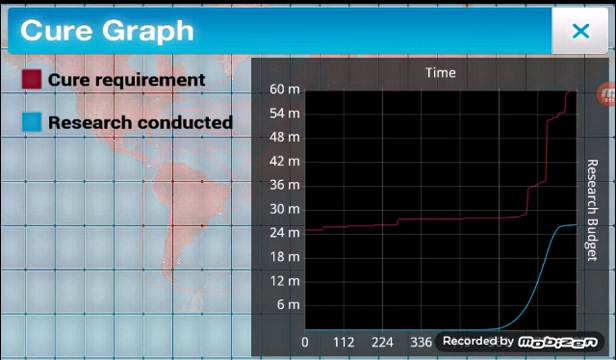 Cure Graph
Cure requirement
Research conducted
Time
60 m
54 m
48 m
42 m
36 m
30 m
24 m
18 m
12 m
6 m
Research Budget
0 112 224 336
Recorded by mobizen